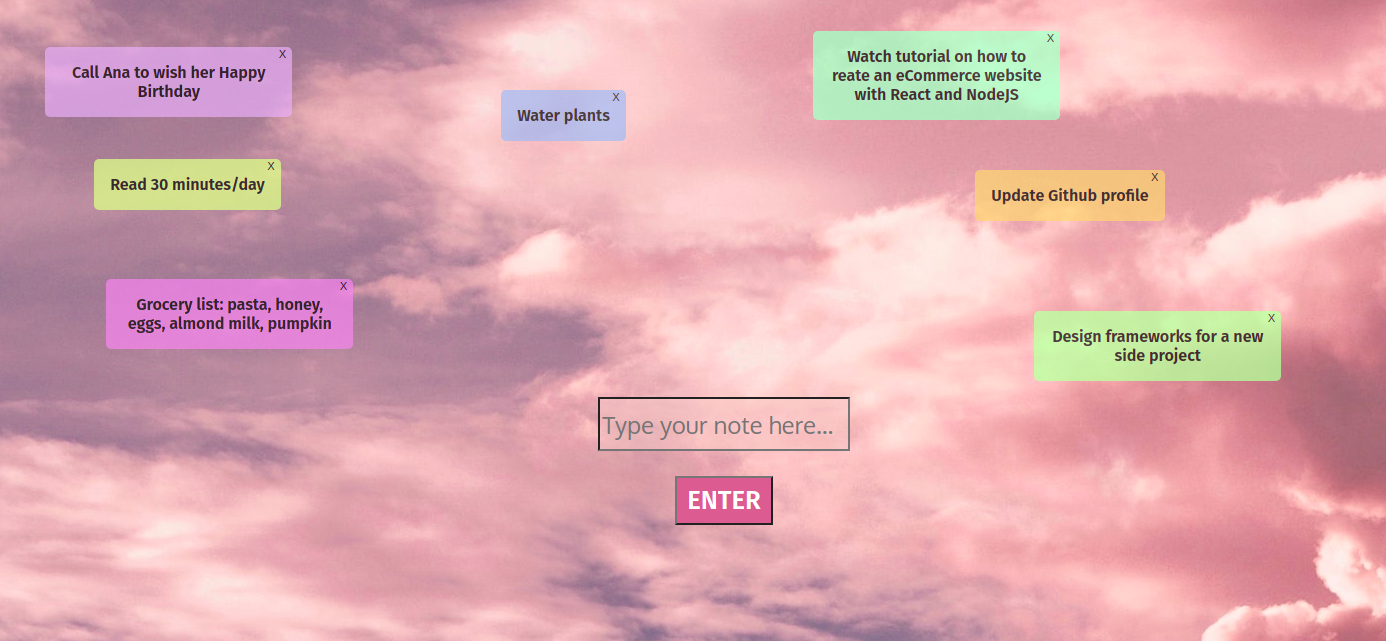 X
Call Ana to wish her Happy
Birthday
X
Water plants
X
Watch tutorial on how to
reate an eCommerce website
with React and NodeJS
X
Read 30 minutes/day
X
Update Github profile
X
Grocery list: pasta, honey,
eggs, almond milk, pumpkin
X
Design frameworks for a new
side project
Type your note here...
ENTER